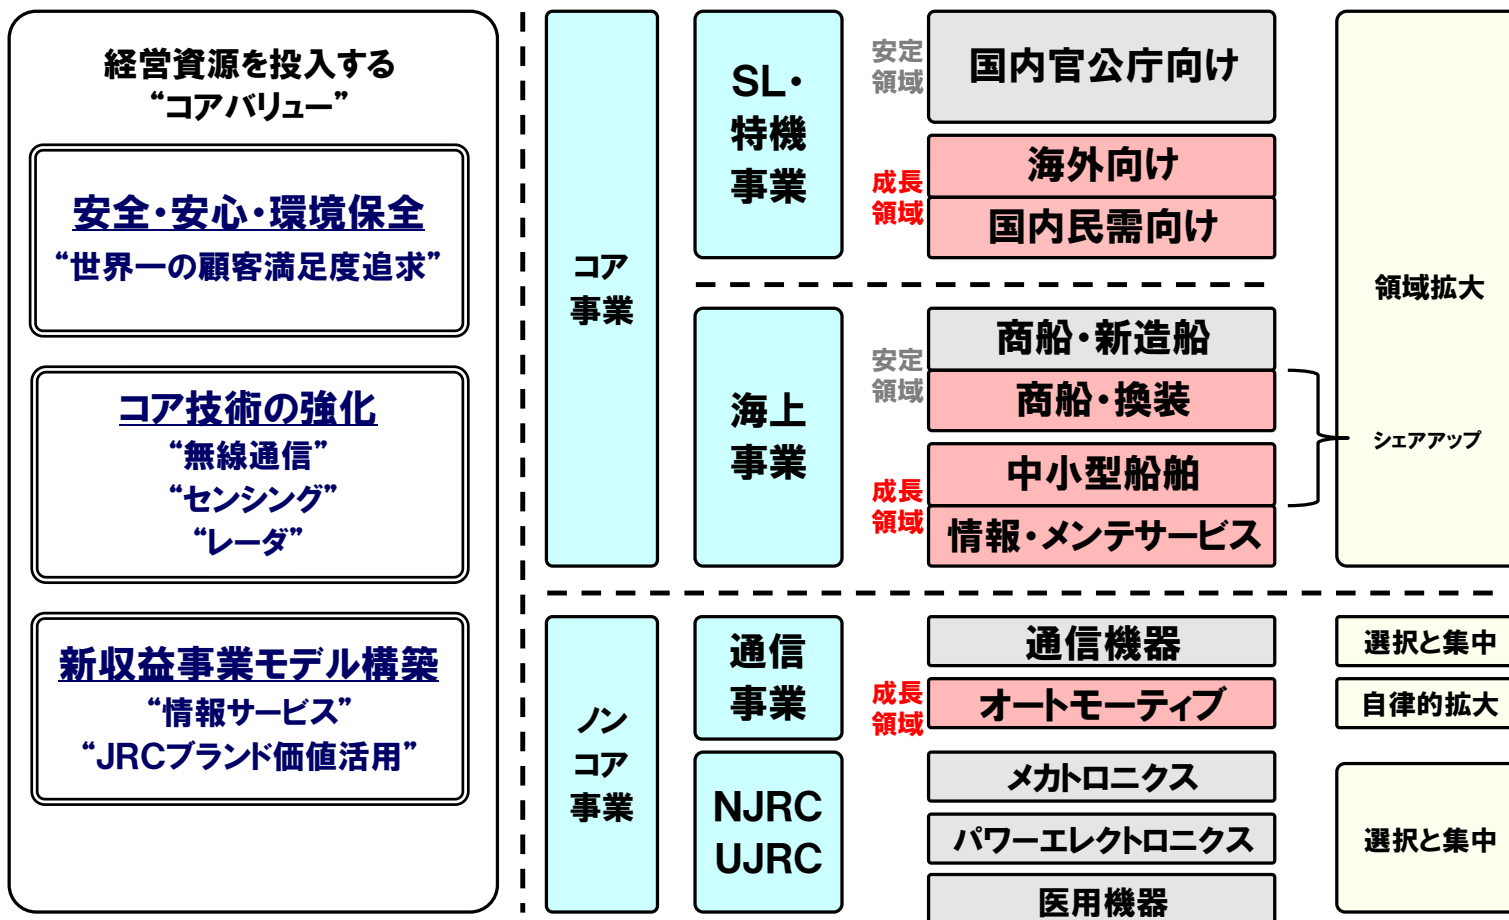 経営資源を投入する
“コアバリュー”
安全・安心・環境保全
“世界一の顧客満足度追求”
コア技術の強化
“無線通信”
“センシング”
“レーダ”
新収益事業モデル構築
“情報サービス”
“JRCブランド価値活用”
コア
事業
SL・
特機
事業
安定
領域
国内官公庁向け
成長
領域
海外向け
国内民需向け
海上
事業
安定
領域
商船・新造船
商船・換装
成長
領域
中小型船舶
情報・メンテサービス
領域拡大
シェアアップ
ノン
コア
事業
通信
事業
通信機器
成長
領域
オートモーティブ
選択と集中
自律的拡大
NJRC
UJRC
メカトロニクス
パワーエレクトロニクス
医用機器
選択と集中